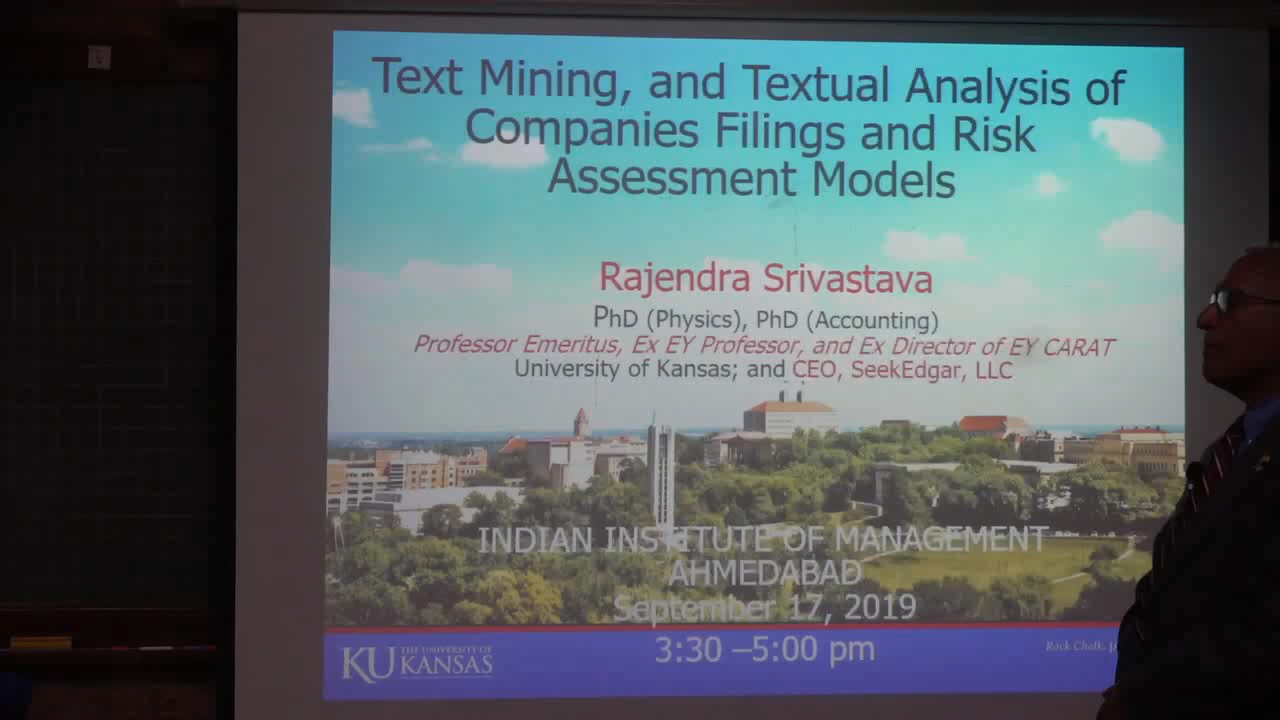 Text Mining, and Textual Analysis of
Companies Filings and Risk
Assessment Models
Rajendra Srivastava
PhD (Physics), PhD (Accounting)
Professor Emeritus, Ex EY Professor, and Ex Director of EY CARAT
University of Kansas; and CEO, SeekEdgar, LLC
INDIAN INSTITUTE OF MANAGEMENT
AHMEDABAD
September 17, 2019
3:30 –5:00 pm
KU THE UNIVERSITY OF
KANSAS
Rock Chalk,